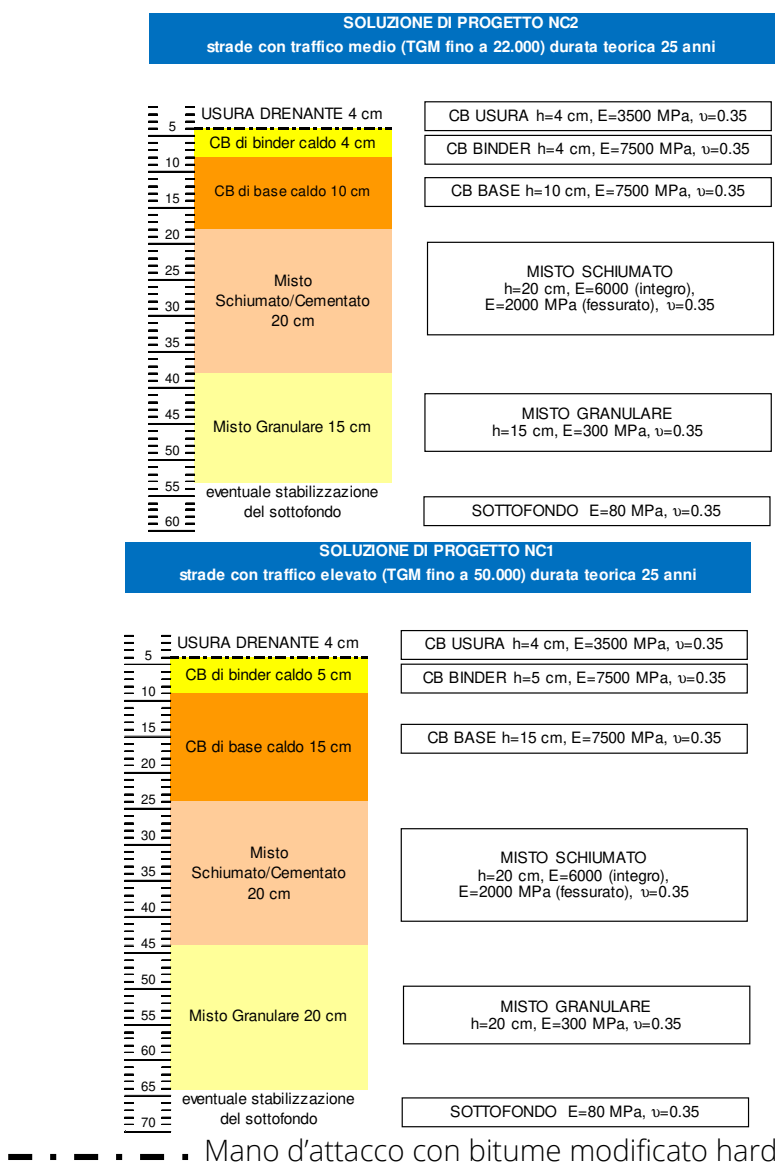 SOLUZIONE DI PROGETTO NC2
strade con traffico medio (TGM fino a 22.000) durata teorica 25 anni
USURA DRENANTE 4 cm
CB USURA h=4 cm, E=3500 MPa, υ=0.35
5
CB di binder caldo 4 cm
CB BINDER h=4 cm, E=7500 MPa, υ=0.35
10
CB di base caldo 10 cm
CB BASE h=10 cm, E=7500 MPa, υ=0.35
15
20
25
Misto
Schiumato/Cementato
20 cm
MISTO SCHIUMATO
h=20 cm, E=6000 (integro),
E=2000 MPa (fessurato), υ=0.35
30
35
40
45
Misto Granulare 15 cm
MISTO GRANULARE
h=15 cm, E=300 MPa, υ=0.35
50
55
eventuale stabilizzazione
del sottofondo
SOTTOFONDO E=80 MPa, υ=0.35
60
SOLUZIONE DI PROGETTO NC1
strade con traffico elevato (TGM fino a 50.000) durata teorica 25 anni
USURA DRENANTE 4 cm
CB USURA h=4 cm, E=3500 MPa, υ=0.35
5
CB di binder caldo 5 cm
CB BINDER h=5 cm, E=7500 MPa, υ=0.35
10
15
CB di base caldo 15 cm
CB BASE h=15 cm, E=7500 MPa, υ=0.35
20
25
30
Misto
Schiumato/Cementato
20 cm
MISTO SCHIUMATO
h=20 cm, E=6000 (integro),
E=2000 MPa (fessurato), υ=0.35
35
40
45
50
55
Misto Granulare 20 cm
MISTO GRANULARE
h=20 cm, E=300 MPa, υ=0.35
60
65
eventuale stabilizzazione
del sottofondo
SOTTOFONDO E=80 MPa, υ=0.35
70
Mano d'attacco con bitume modificato hard